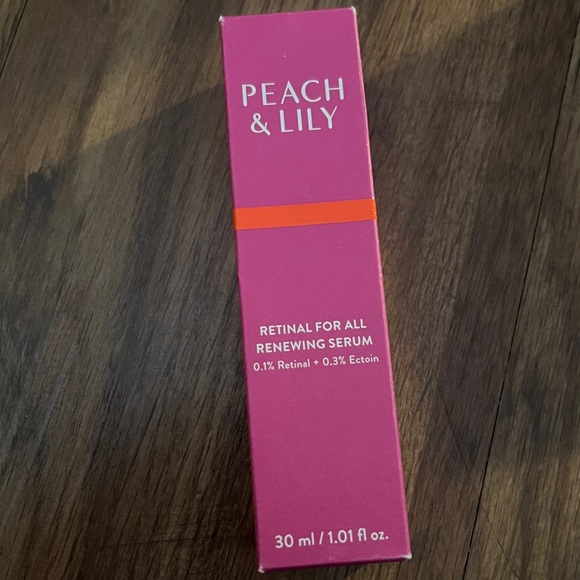 PEACH
& LILY
RETINAL FOR ALL
RENEWING SERUM
0.1% Retinal + 0.3% Ectoin
30 ml / 1.01 fl oz.